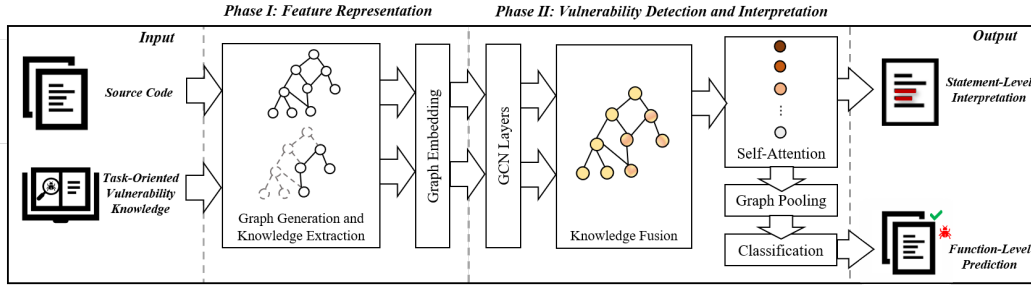 Phase I: Feature Representation
Phase II: Vulnerability Detection and Interpretation
Input
Source Code
Task-Oriented
Vulnerability
Knowledge
Graph Generation and
Knowledge Extraction
Graph Embedding
GCN Layers
Knowledge Fusion
Self-Attention
Graph Pooling
Classification
Output
Statement-Level
Interpretation
Function-Level
Prediction